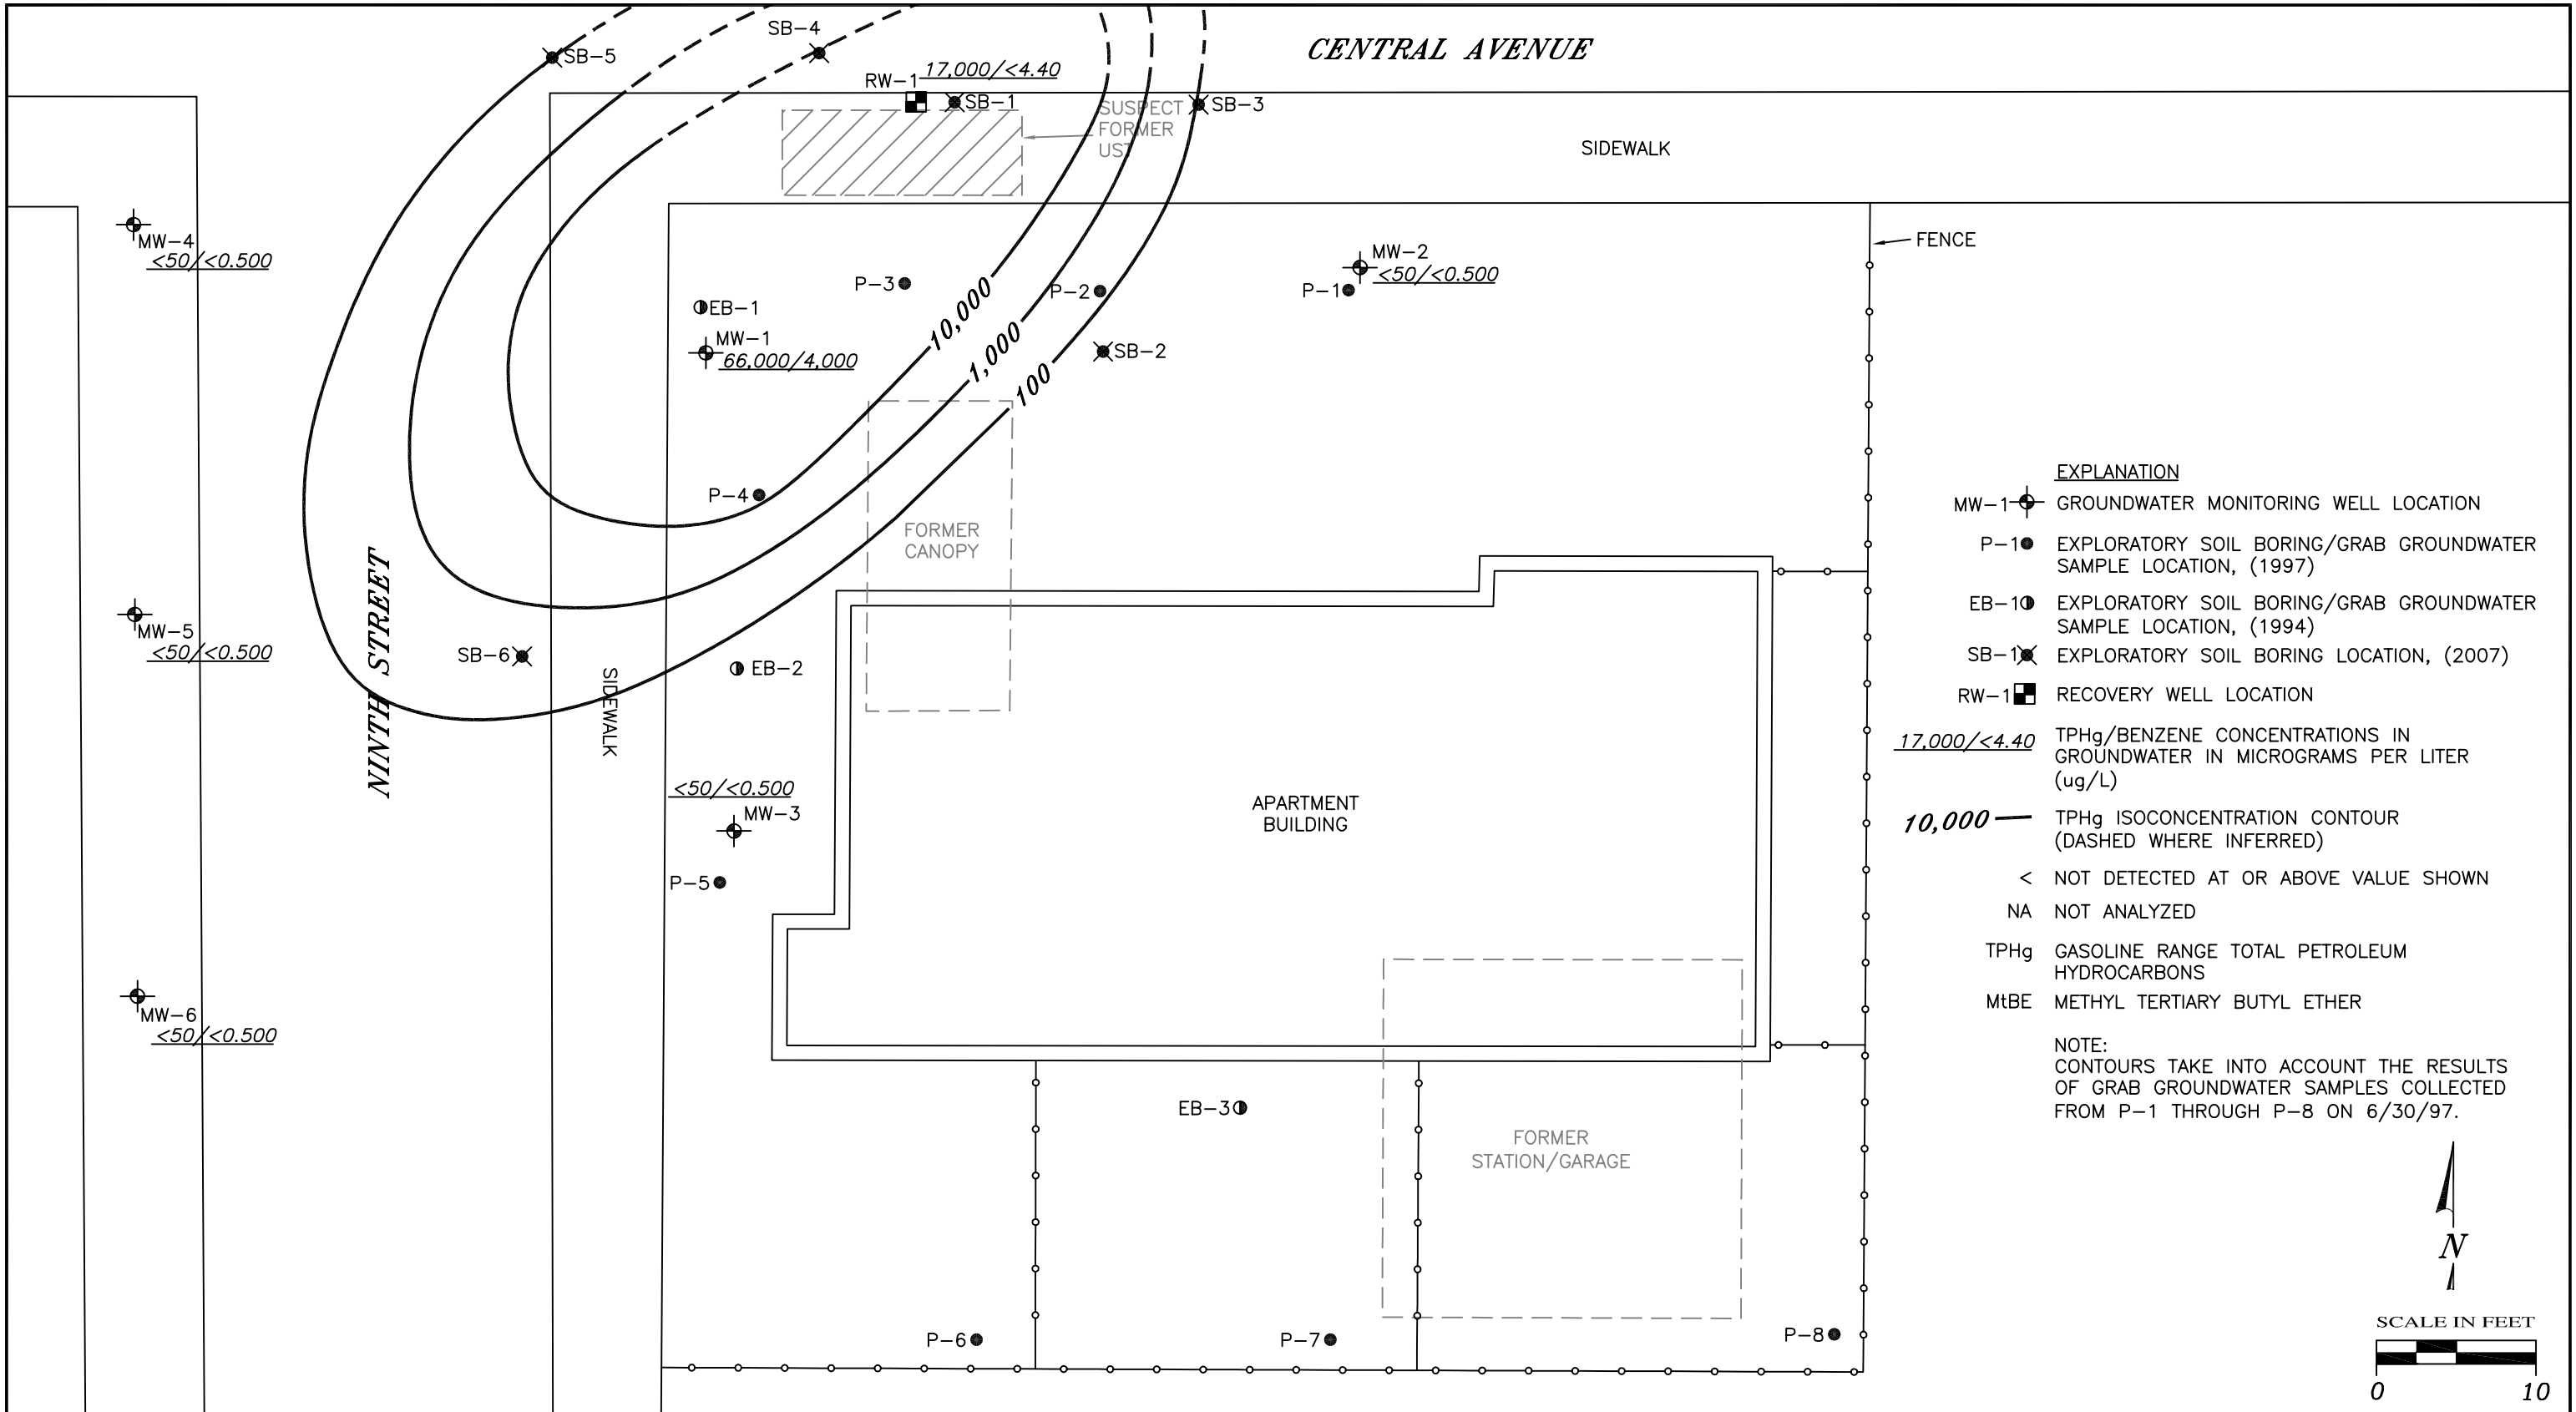 CENTRAL AVENUE
SB-5
SB-4
RW-1
17,000/<4.40
SB-1
SUSPECT
FORMER
UST
SB-3
SIDEWALK
MW-4
<50/<0.500
FENCE
MW-2
<50/<0.500
P-1
P-2
P-3
EB-1
MW-1
66,000/4,000
10,000
1,000
100
SB-2
P-4
FORMER
CANOPY
NINTH STREET
MW-5
<50/<0.500
SB-6
SIDEWALK
EB-2
<50/<0.500
MW-3
P-5
APARTMENT
BUILDING
MW-6
<50/<0.500
EB-3
FORMER
STATION/GARAGE
P-6
P-7
P-8
EXPLANATION
MW-1 GROUNDWATER MONITORING WELL LOCATION
P-1 EXPLORATORY SOIL BORING/GRAB GROUNDWATER
SAMPLE LOCATION, (1997)
EB-1 EXPLORATORY SOIL BORING/GRAB GROUNDWATER
SAMPLE LOCATION, (1994)
SB-1 EXPLORATORY SOIL BORING LOCATION, (2007)
RW-1 RECOVERY WELL LOCATION
17,000/<4.40 TPHg/BENZENE CONCENTRATIONS IN
GROUNDWATER IN MICROGRAMS PER LITER
(ug/L)
10,000 TPHg ISOCONCENTRATION CONTOUR
(DASHED WHERE INFERRED)
< NOT DETECTED AT OR ABOVE VALUE SHOWN
NA NOT ANALYZED
TPHg GASOLINE RANGE TOTAL PETROLEUM
HYDROCARBONS
MtBE METHYL TERTIARY BUTYL ETHER
NOTE:
CONTOURS TAKE INTO ACCOUNT THE RESULTS
OF GRAB GROUNDWATER SAMPLES COLLECTED
FROM P-1 THROUGH P-8 ON 6/30/97.
N
SCALE IN FEET
0 10